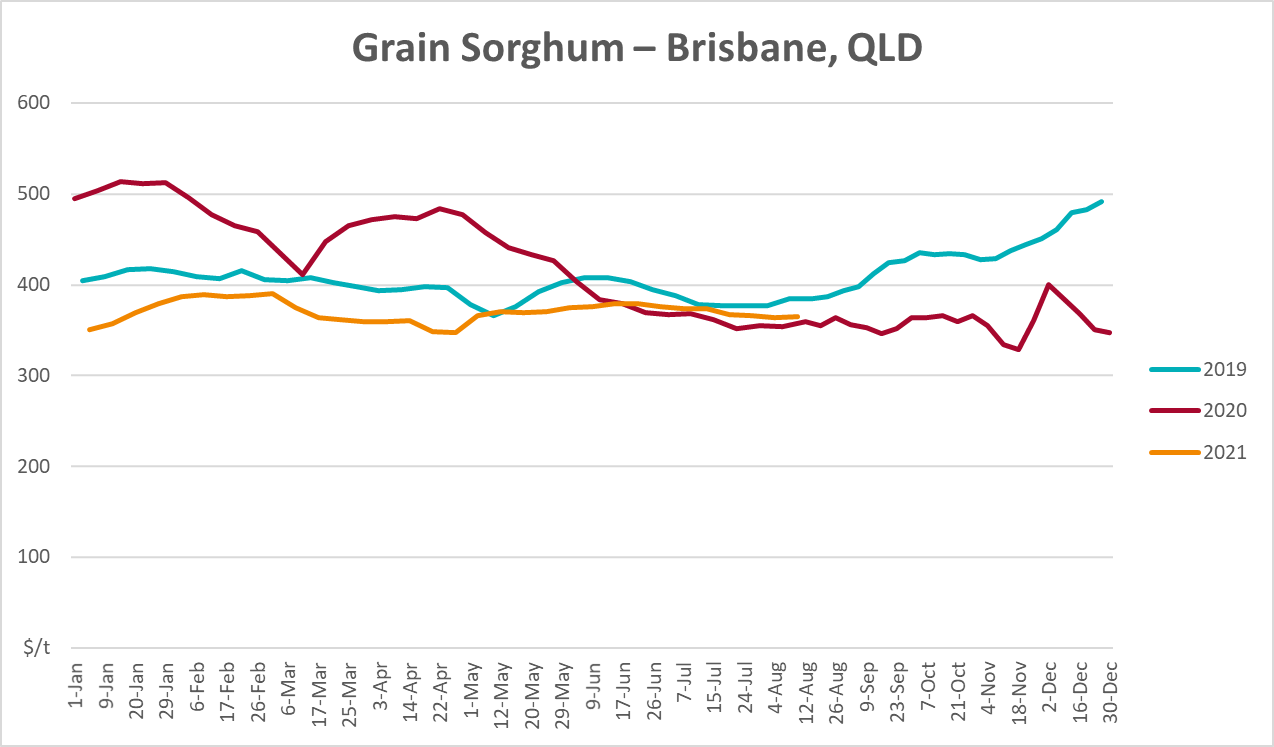 Grain Sorghum – Brisbane, QLD
600
500
400
300
200
100
$/t
1-Jan
9-Jan
20-Jan
29-Jan
6-Feb
17-Feb
26-Feb
6-Mar
17-Mar
25-Mar
3-Apr
14-Apr
22-Apr
1-May
12-May
20-May
29-May
9-Jun
17-Jun
26-Jun
7-Jul
15-Jul
24-Jul
4-Aug
12-Aug
26-Aug
9-Sep
23-Sep
7-Oct
21-Oct
4-Nov
18-Nov
2-Dec
16-Dec
30-Dec
2019
2020
2021